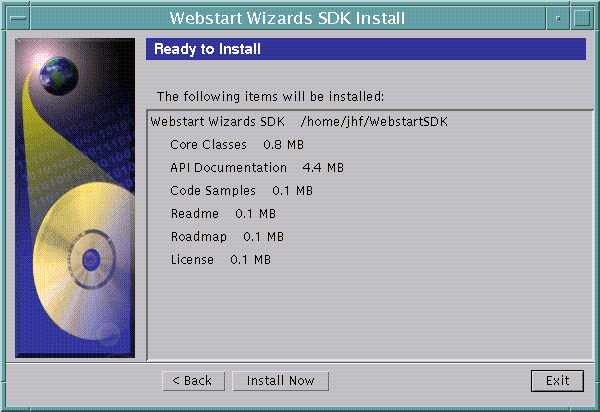 Webstart Wizards SDK Install
Ready to Install
The following items will be installed:
Webstart Wizards SDK /home/jhf/WebstartSDK
Core Classes 0.8 MB
API Documentation 4.4 MB
Code Samples 0.1 MB
Readme 0.1 MB
Roadmap 0.1 MB
License 0.1 MB
< Back Install Now Exit